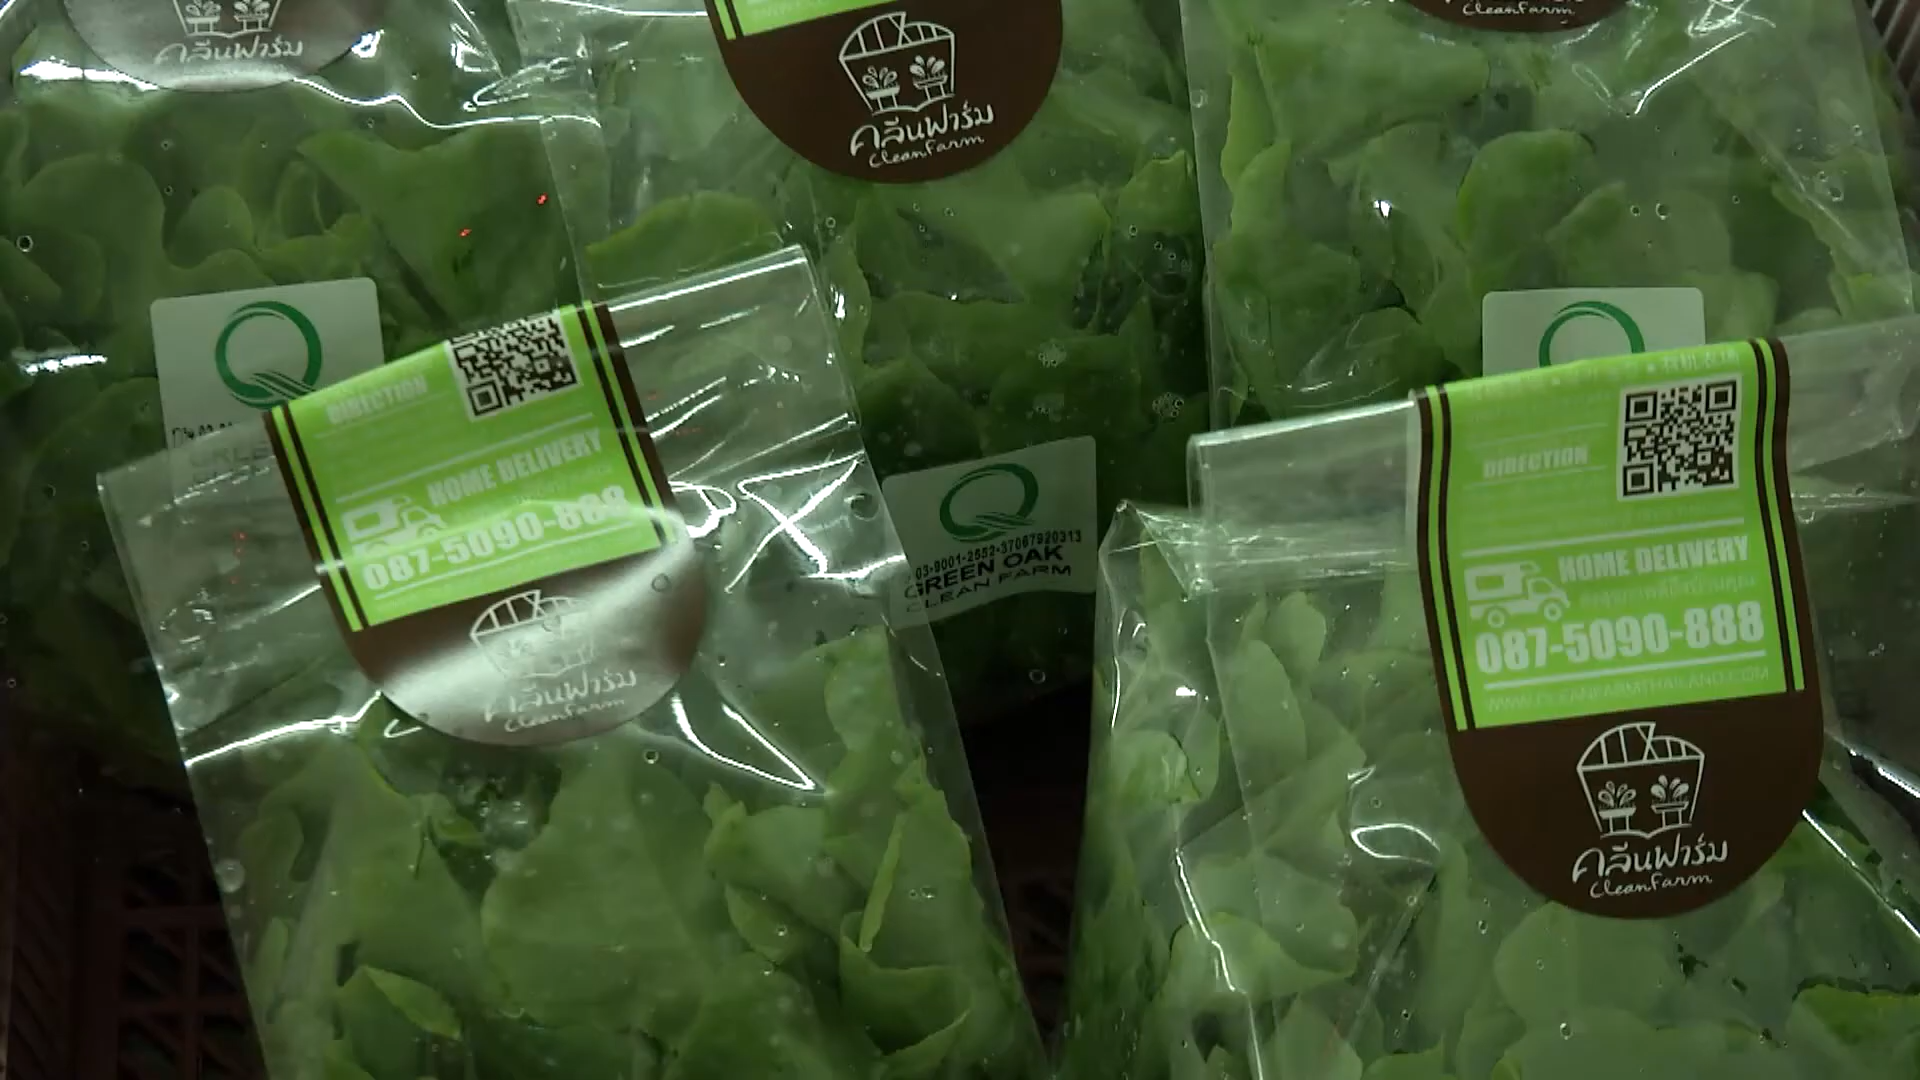 คลีนฟาร์ม
คลีนฟาร์ม
CleanFarm
CleanFarm
Q
DIRECTION
HOME DELIVERY
087-5090-888
คลีนฟาร์ม
CleanFarm
Q
03-9001-2552-37067920313
GREEN OAK
CLEAN FARM
DIRECTION
HOME DELIVERY
087-5090-888
WWW.CLEANFARMTHAILAND.COM
คลีนฟาร์ม
CleanFarm